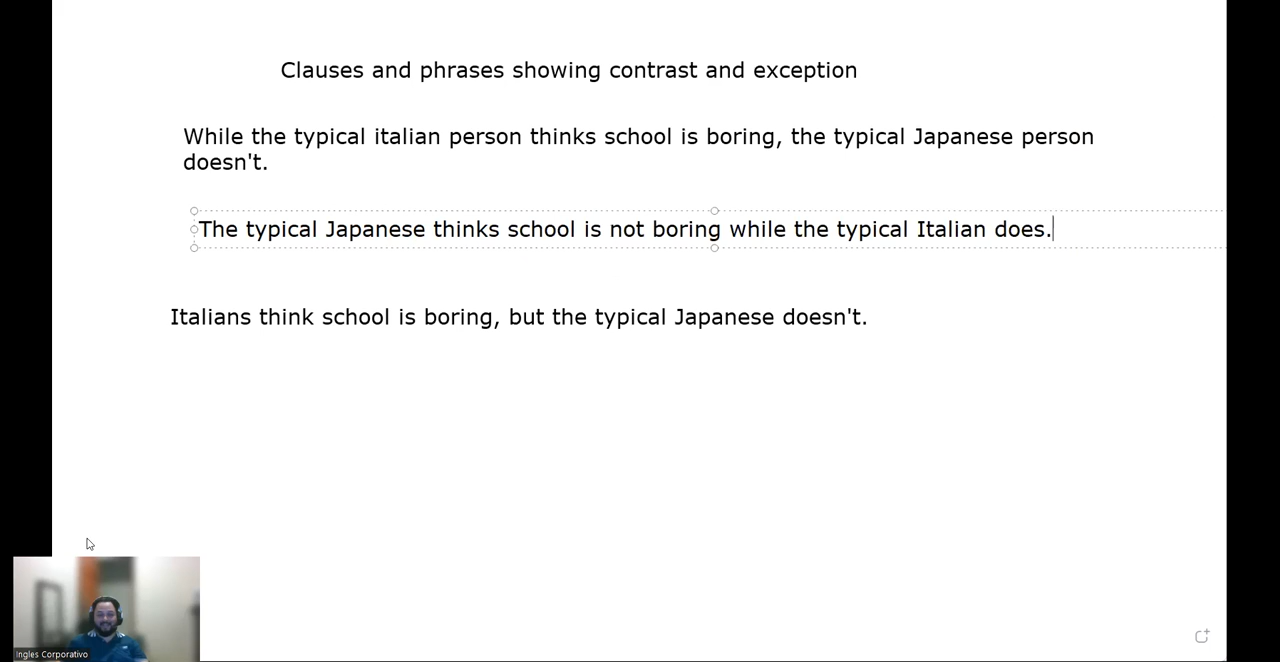 Clauses and phrases showing contrast and exception
While the typical italian person thinks school is boring, the typical Japanese person
doesn't.
The typical Japanese thinks school is not boring while the typical Italian does.
Italians think school is boring, but the typical Japanese doesn't.
Ingles Corporativo